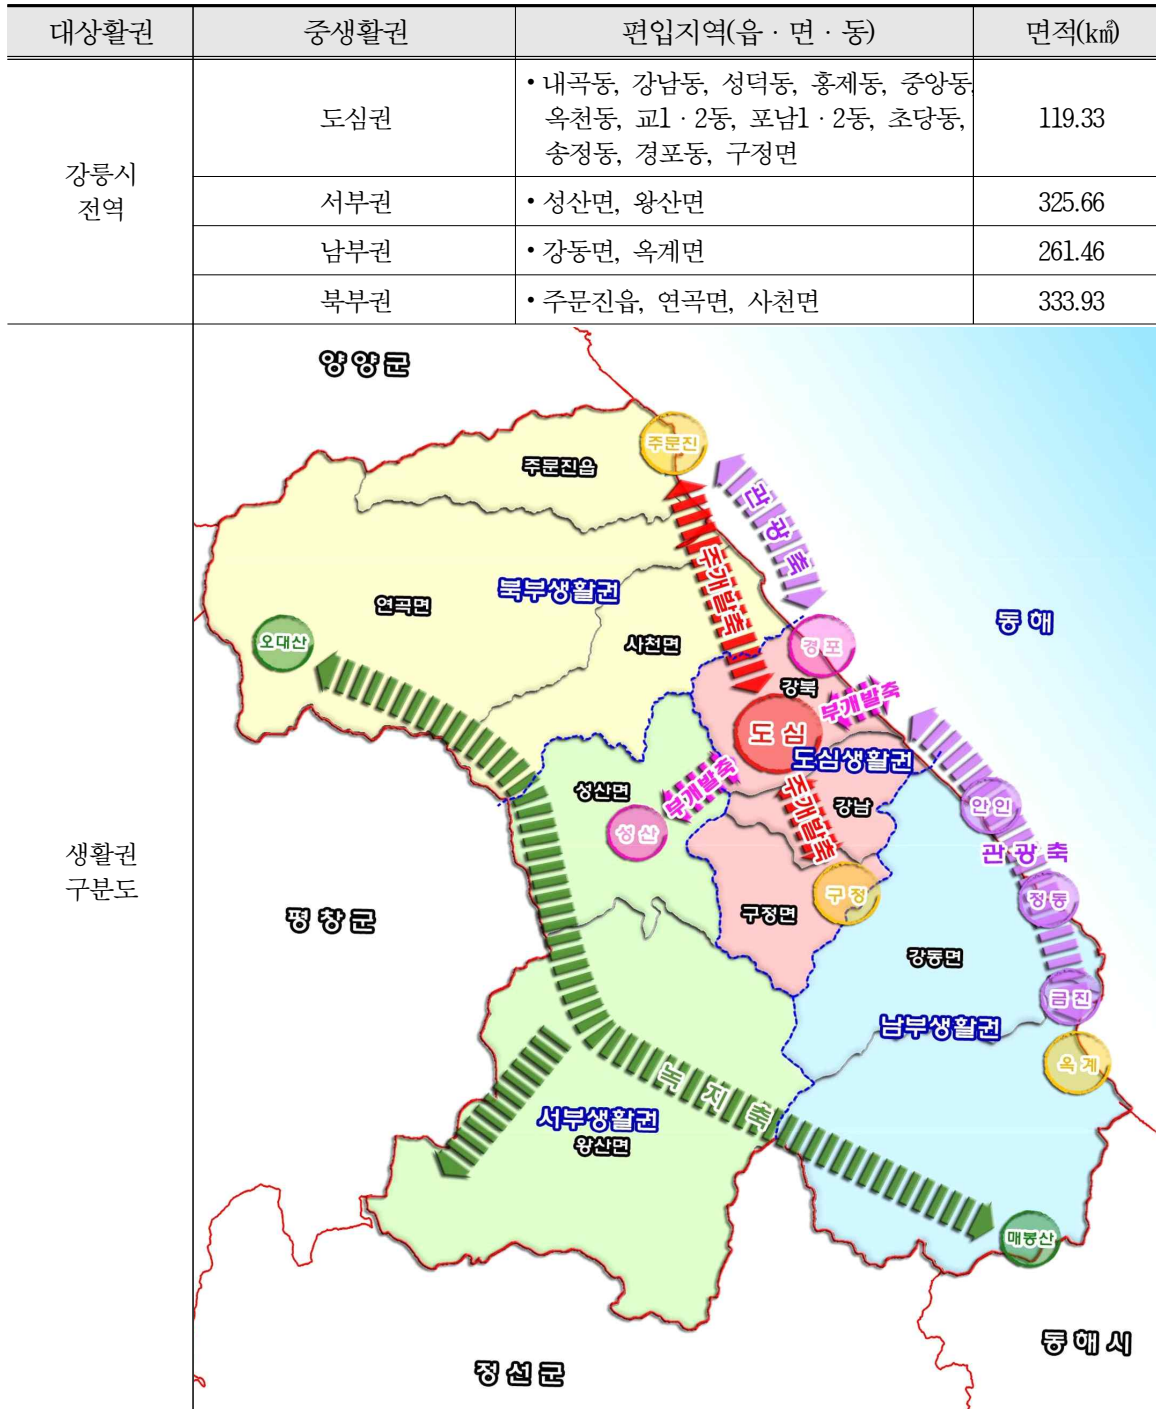 대상활권 중생활권 편입지역(읍 · 면 · 동) 면적(㎢)
강릉시
전역
도심권
• 내곡동, 강남동, 성덕동, 홍제동, 중앙동,
옥천동, 교1 · 2동, 포남1 · 2동, 초당동,
송정동, 경포동, 구정면
119.33
서부권 • 성산면, 왕산면 325.66
남부권 • 강동면, 옥계면 261.46
북부권 • 주문진읍, 연곡면, 사천면 333.93
생활권
구분도
양양군
주문진
주문진읍
관광축
주개발축
북부생활권
연곡면
동해
오대산
사천면
경포
강북
부개발축
도심
도심생활권
성산면
부개발축
주개발축
강남
안인
성산
관광축
구정
정동
평창군
구정면
강동면
금진
남부생활권
옥계
녹지축
서부생활권
왕산면
매봉산
동해시
정선군